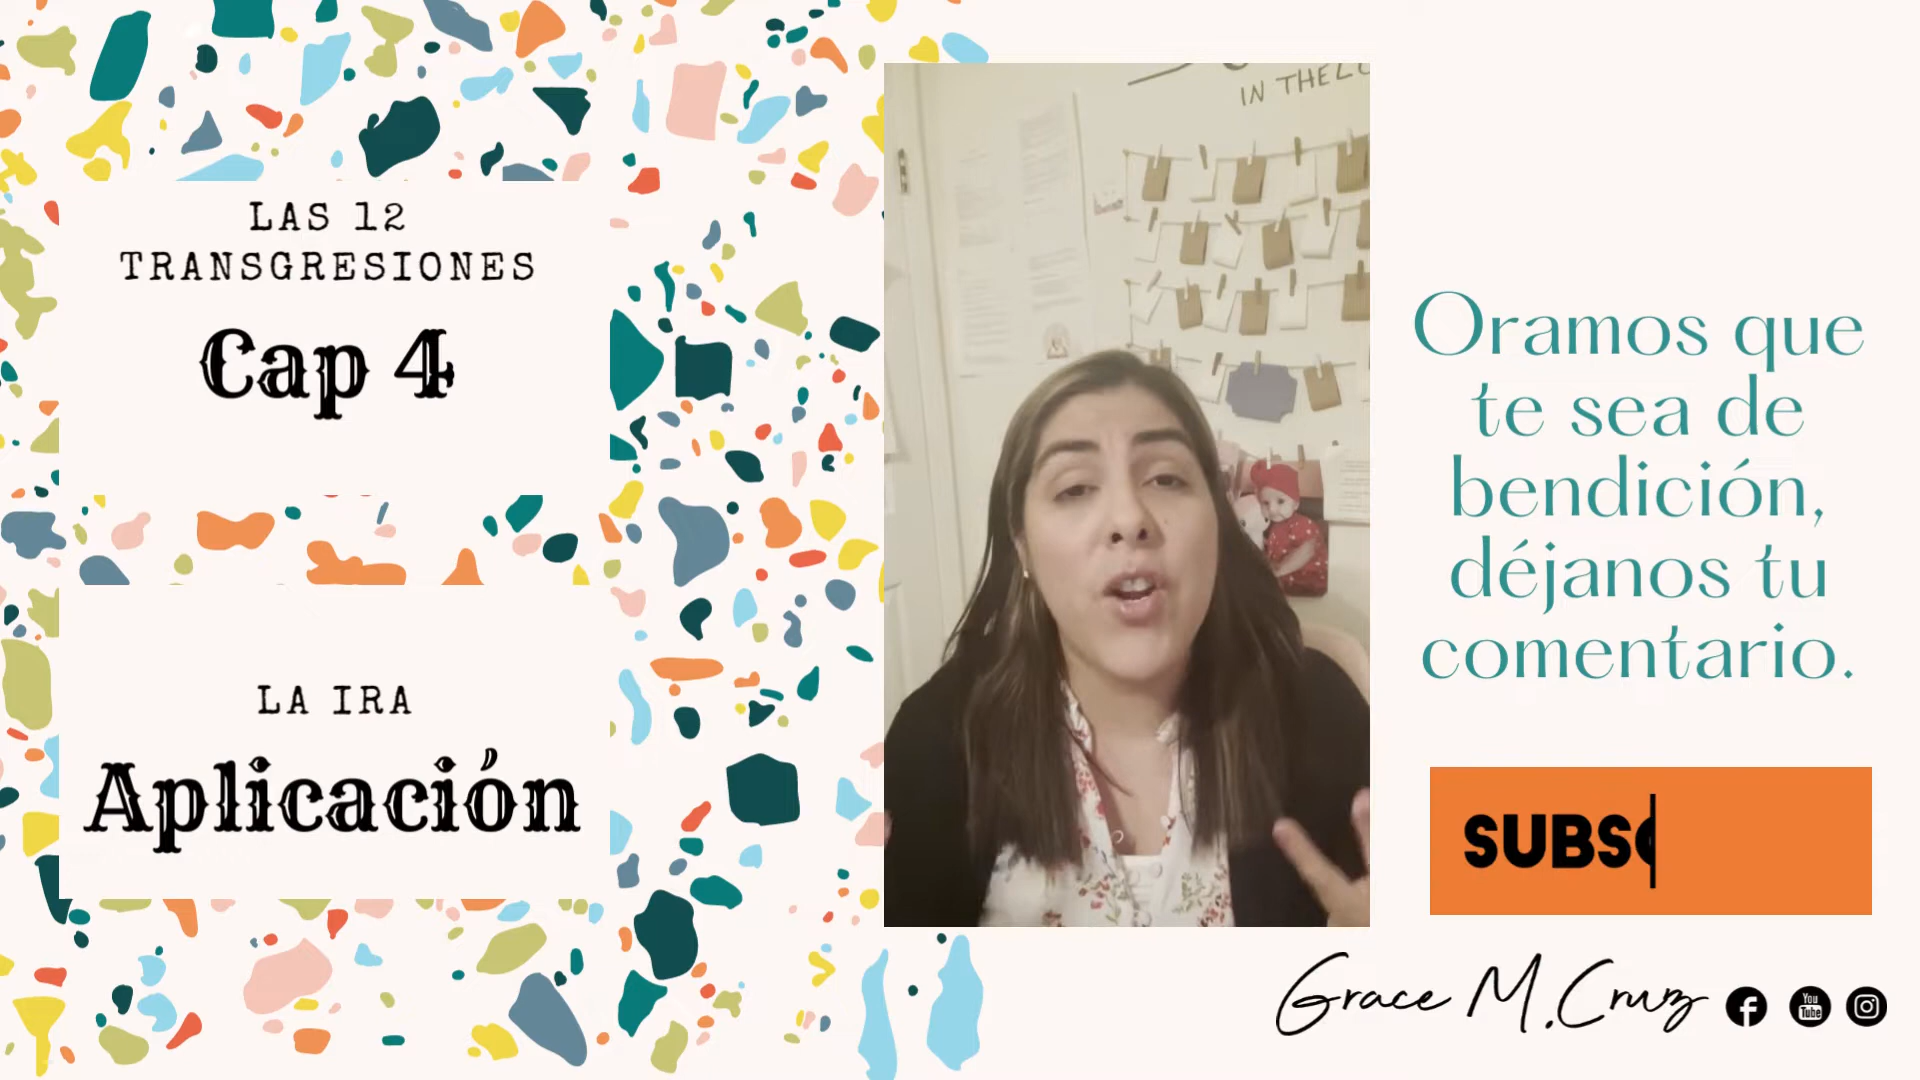 LAS 12
TRANSGRESIONES
Cap 4
LA IRA
Aplicación
IN THE
Oramos que
te sea de
bendición,
déjanos tu
comentario.
SUBSC
Grace M. Cruz
You
Tube